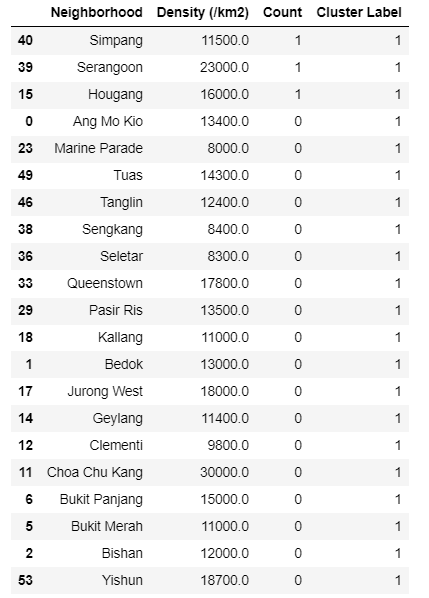 Neighborhood Density (/km2) Count Cluster Label
40 Simpang 11500.0 1 1
39 Serangoon 23000.0 1 1
15 Hougang 16000.0 1 1
0 Ang Mo Kio 13400.0 0 1
23 Marine Parade 8000.0 0 1
49 Tuas 14300.0 0 1
46 Tanglin 12400.0 0 1
38 Sengkang 8400.0 0 1
36 Seletar 8300.0 0 1
33 Queenstown 17800.0 0 1
29 Pasir Ris 13500.0 0 1
18 Kallang 11000.0 0 1
1 Bedok 13000.0 0 1
17 Jurong West 18000.0 0 1
14 Geylang 11400.0 0 1
12 Clementi 9800.0 0 1
11 Choa Chu Kang 30000.0 0 1
6 Bukit Panjang 15000.0 0 1
5 Bukit Merah 11000.0 0 1
2 Bishan 12000.0 0 1
53 Yishun 18700.0 0 1